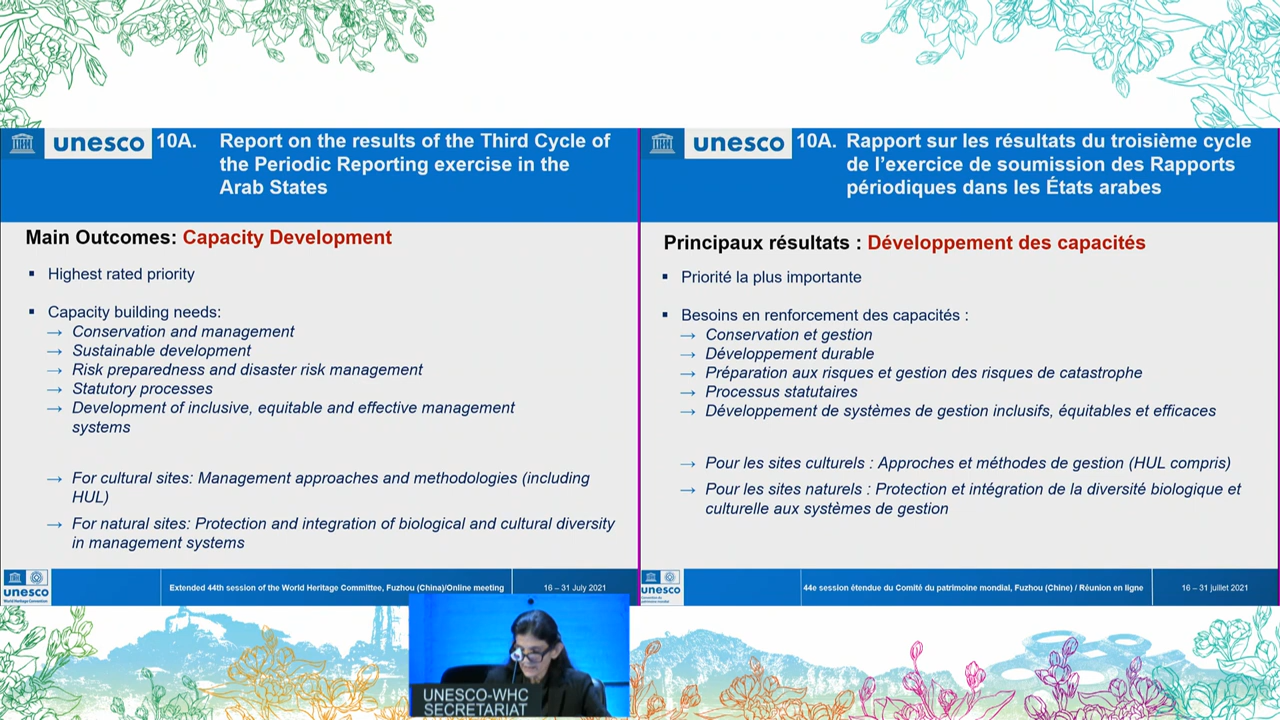 unesco
10A. Report on the results of the Third Cycle of
the Periodic Reporting exercise in the
Arab States
Main Outcomes: Capacity Development
▪ Highest rated priority
▪ Capacity building needs:
→ Conservation and management
→ Sustainable development
→ Risk preparedness and disaster risk management
→ Statutory processes
→ Development of inclusive, equitable and effective management
systems
→ For cultural sites: Management approaches and methodologies (including
HUL)
→ For natural sites: Protection and integration of biological and cultural diversity
in management systems
unesco
World Heritage Convention
Extended 44th session of the World Heritage Committee, Fuzhou (China)/Online meeting
16 – 31 July 2021
unesco
10A. Rapport sur les résultats du troisième cycle
de l'exercice de soumission des Rapports
périodiques dans les États arabes
Principaux résultats : Développement des capacités
▪ Priorité la plus importante
▪ Besoins en renforcement des capacités :
→ Conservation et gestion
→ Développement durable
→ Préparation aux risques et gestion des risques de catastrophe
→ Processus statutaires
→ Développement de systèmes de gestion inclusifs, équitables et efficaces
→ Pour les sites culturels : Approches et méthodes de gestion (HUL compris)
→ Pour les sites naturels : Protection et intégration de la diversité biologique et
culturelle aux systèmes de gestion
unesco
Convention du
patrimoine mondial
44e session étendue du Comité du patrimoine mondial, Fuzhou (Chine) / Réunion en ligne
16 – 31 juillet 2021
UNESCO-WHC
SECRETARIAT